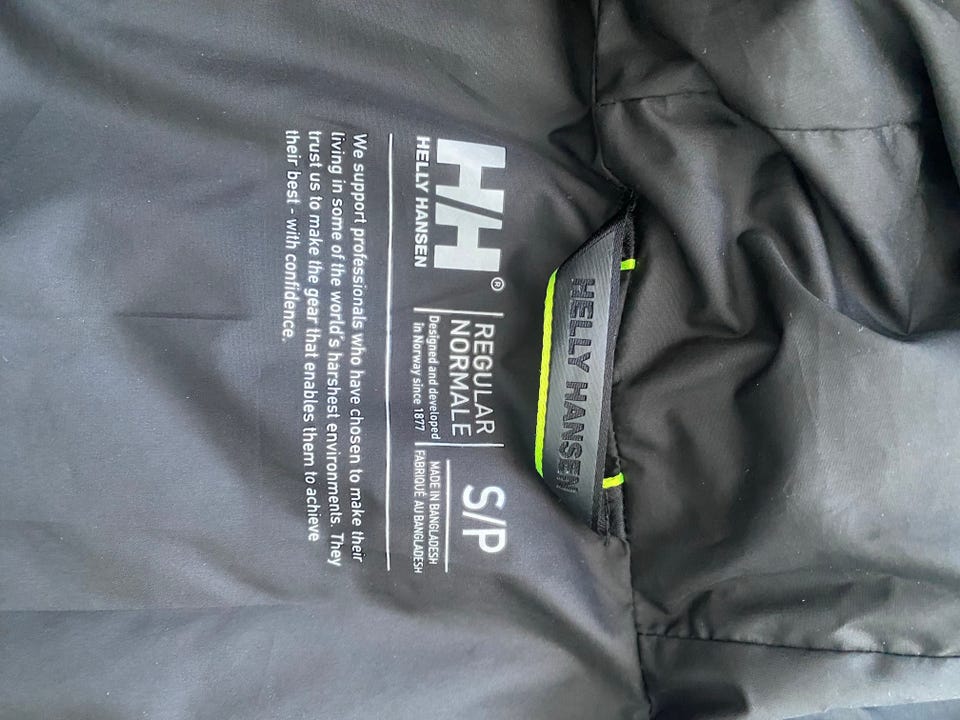 HELLY HANSEN
HH®
HELLY HANSEN
REGULAR
NORMALE
Designed and developed
in Norway since 1877
S/P
MADE IN BANGLADESH
FABRIQUÉ AU BANGLADESH
We support professionals who have chosen to make their
living in some of the world's harshest environments. They
trust us to make the gear that enables them to achieve
their best - with confidence.